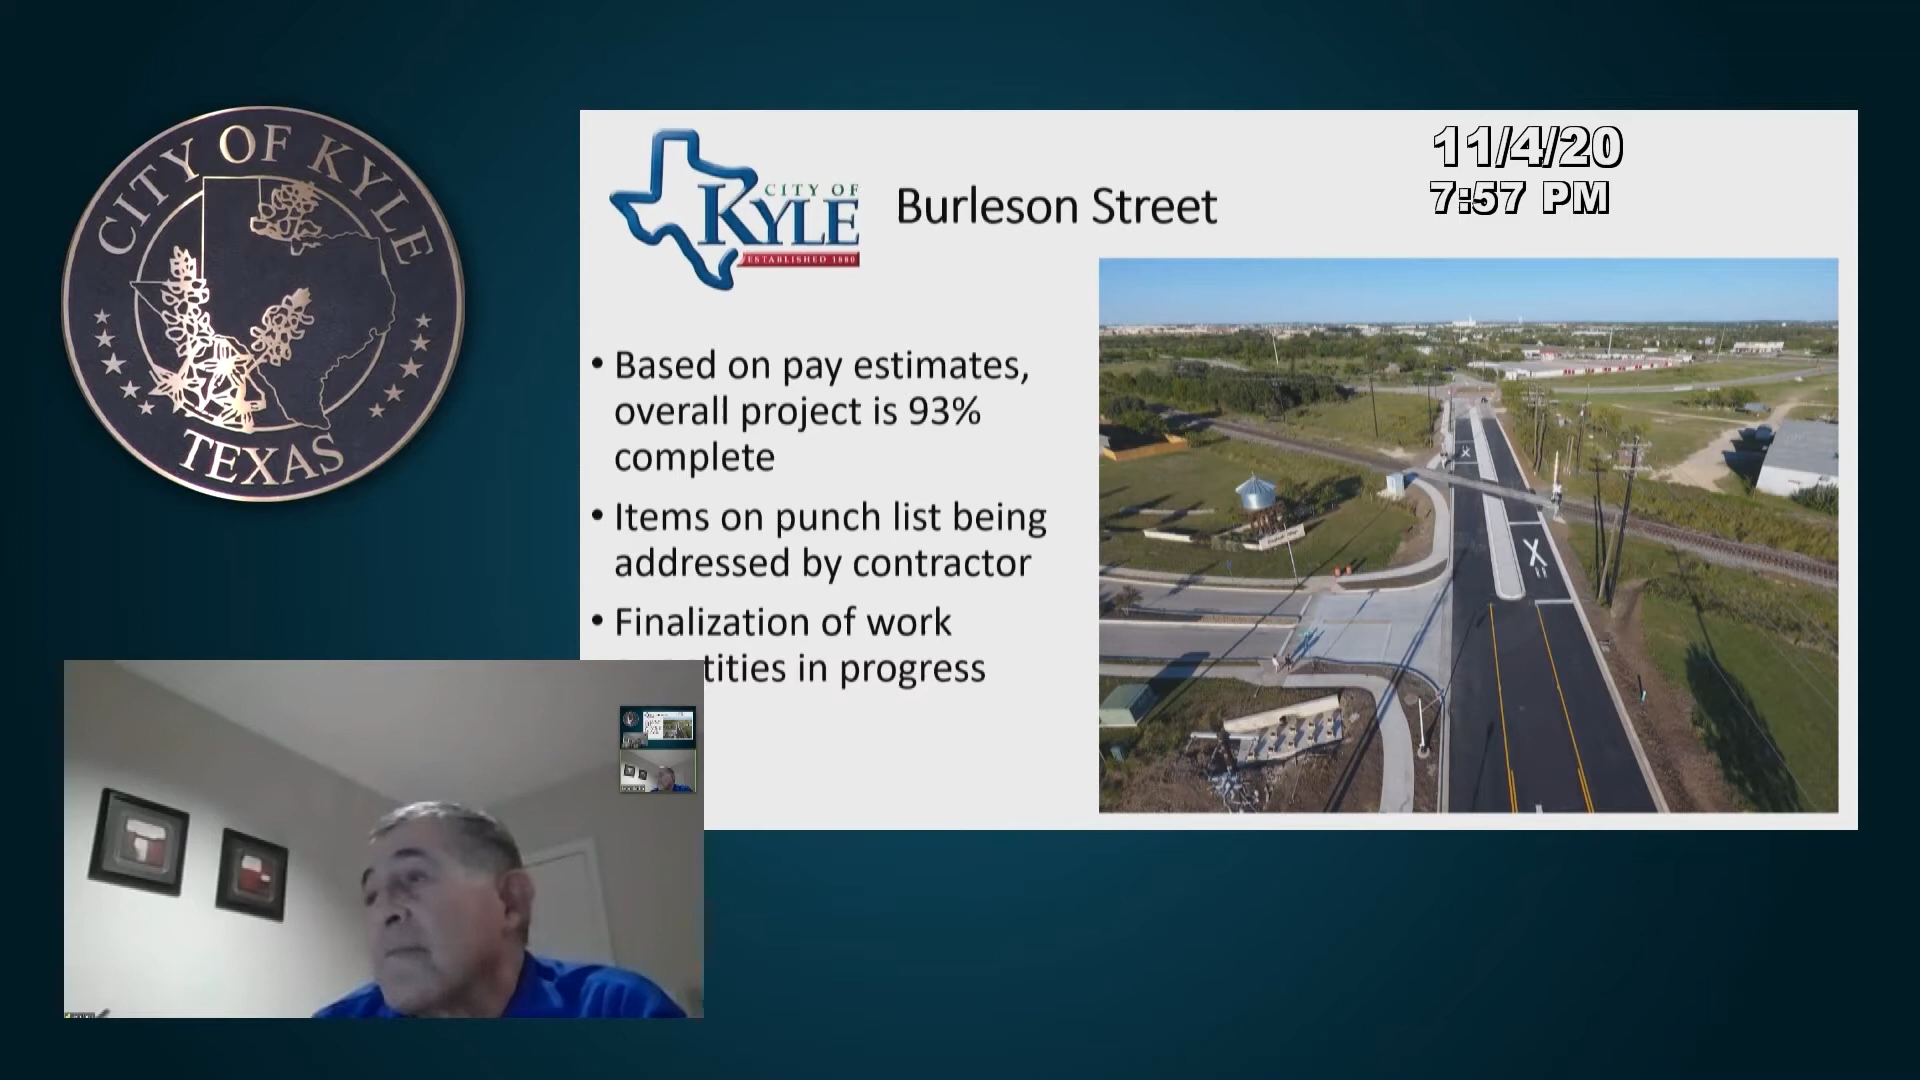 CITY OF KYLE
TEXAS
CITY OF
KYLE
ESTABLISHED 1880
Burleson Street
11/4/20
7:57 PM
• Based on pay estimates,
overall project is 93%
complete
• Items on punch list being
addressed by contractor
• Finalization of work
tities in progress